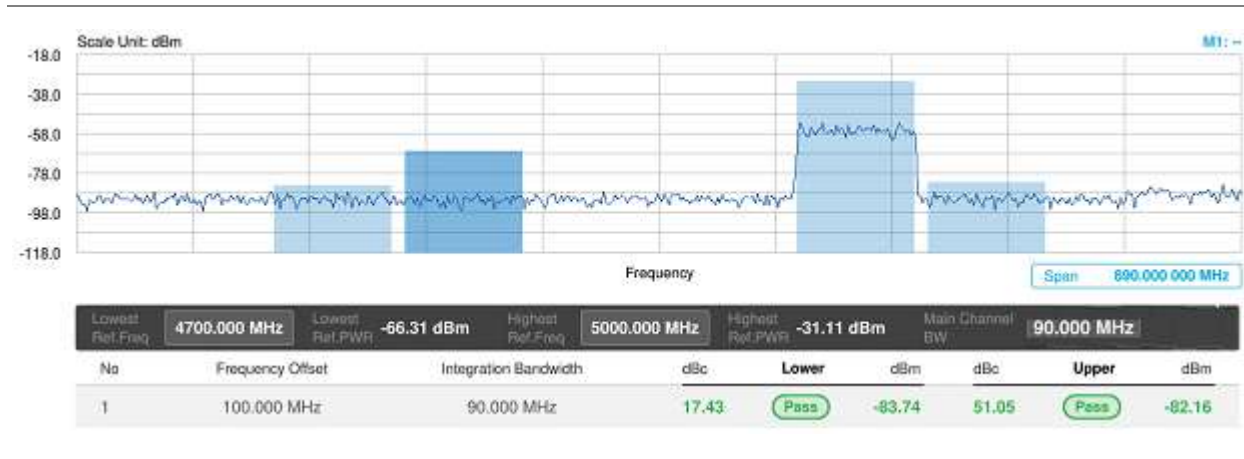 Scale Unit: dBm M1: --
-18.0
-38.0
-58.0
-78.0
-98.0
-118.0
Frequency
Span 890.000 000 MHz
Lowest Ref.Freq 4700.000 MHz Lowest Ref.PWR -66.31 dBm Highest Ref.Freq 5000.000 MHz Highest Ref.PWR -31.11 dBm Main Channel BW 90.000 MHz
No Frequency Offset Integration Bandwidth dBc Lower dBm dBc Upper dBm
1 100.000 MHz 90.000 MHz 17.43 Pass -83.74 51.05 Pass -82.16